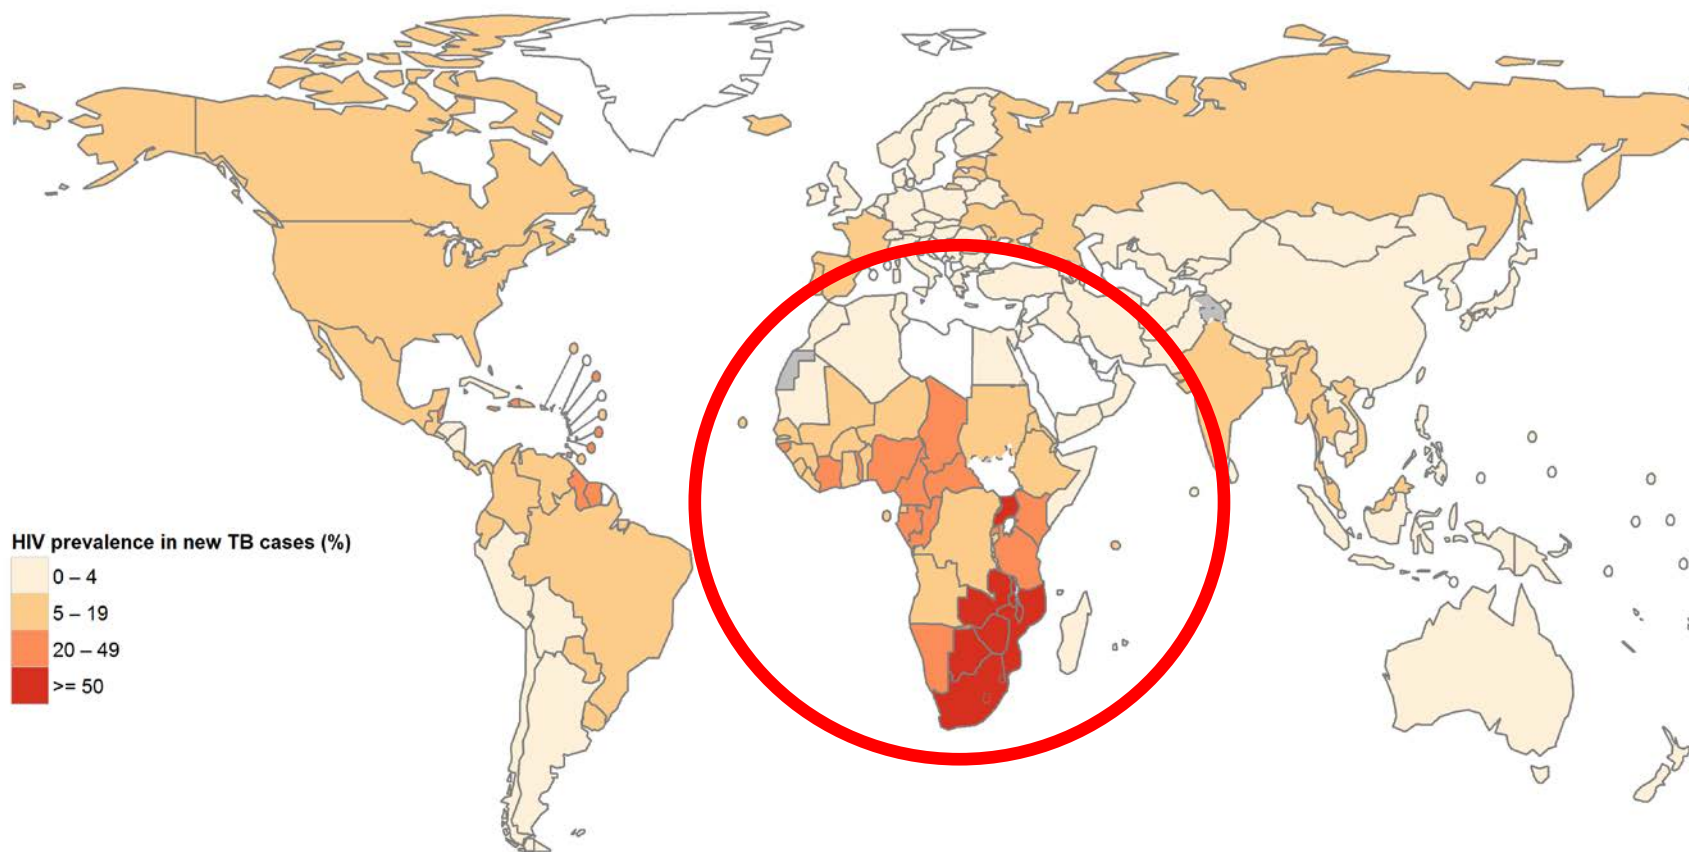 HIV prevalence in new TB cases (%)
0 – 4
5 – 19
20 – 49
>= 50